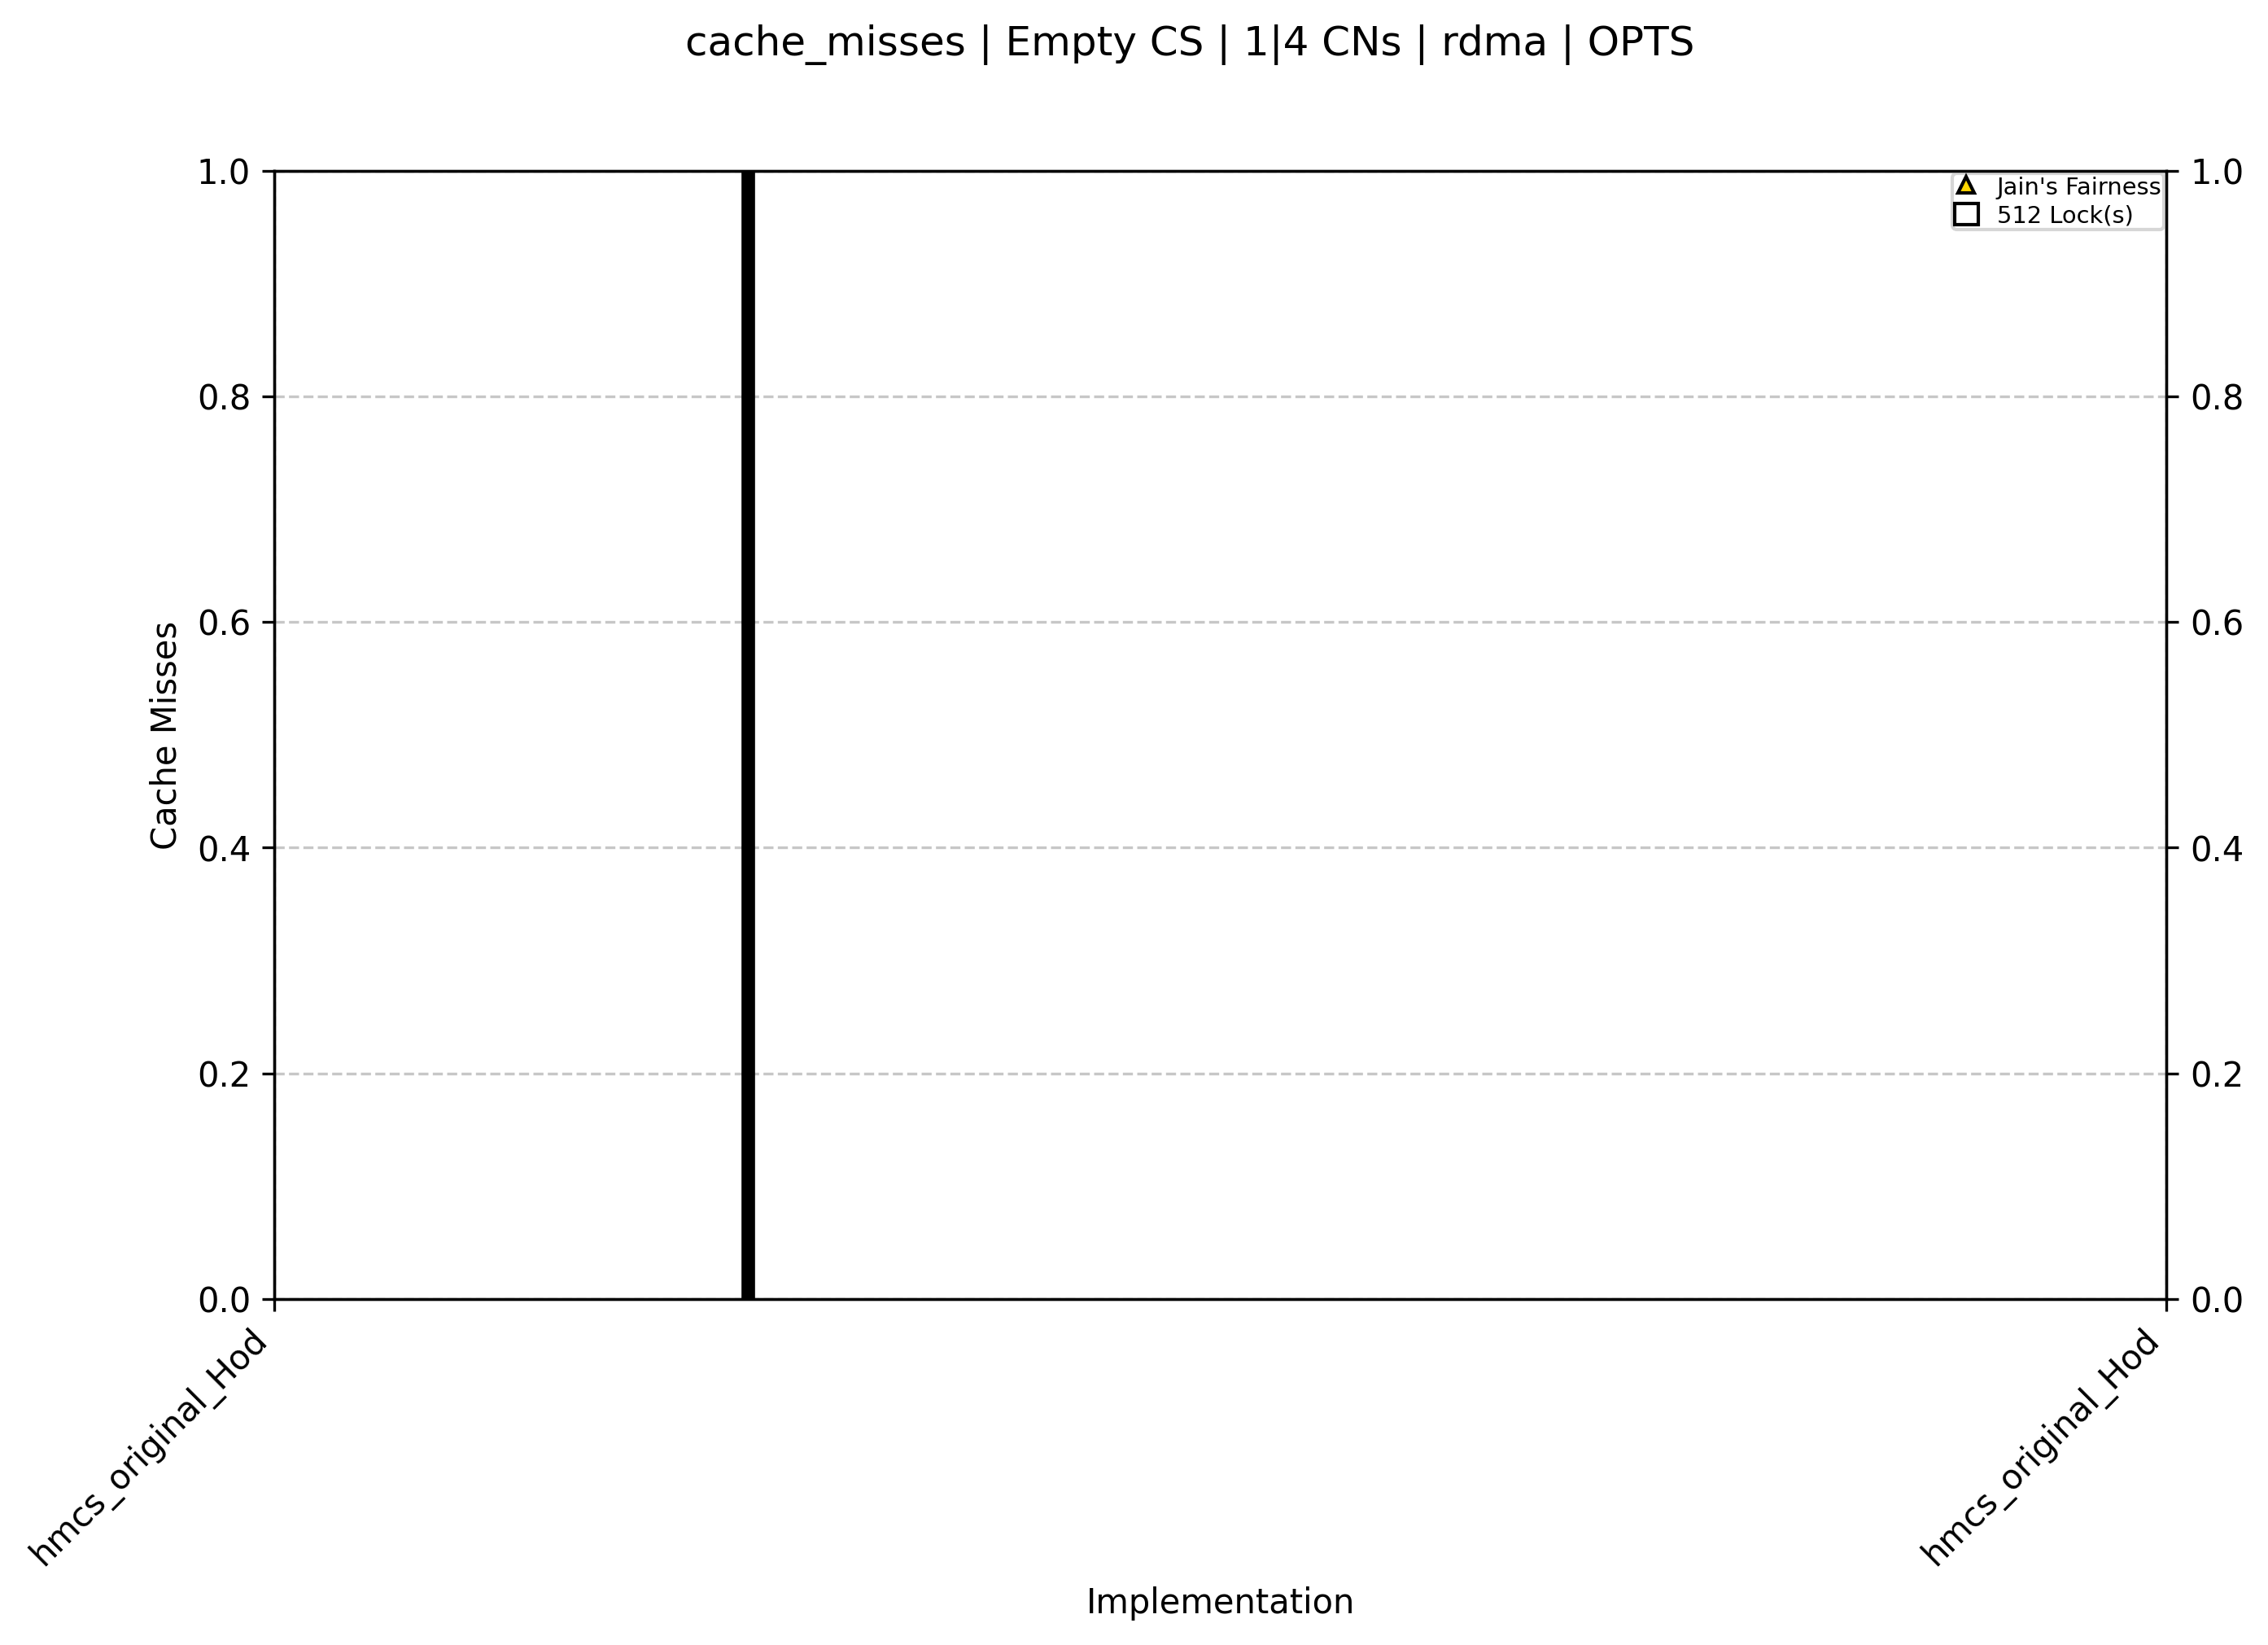 cache_misses | Empty CS | 1|4 CNs | rdma | OPTS
1.0
0.8
0.6
0.4
0.2
0.0
Cache Misses
1.0
0.8
0.6
0.4
0.2
0.0
Jain's Fairness
512 Lock(s)
hmcs_original_Hod
hmcs_original_Hod
Implementation